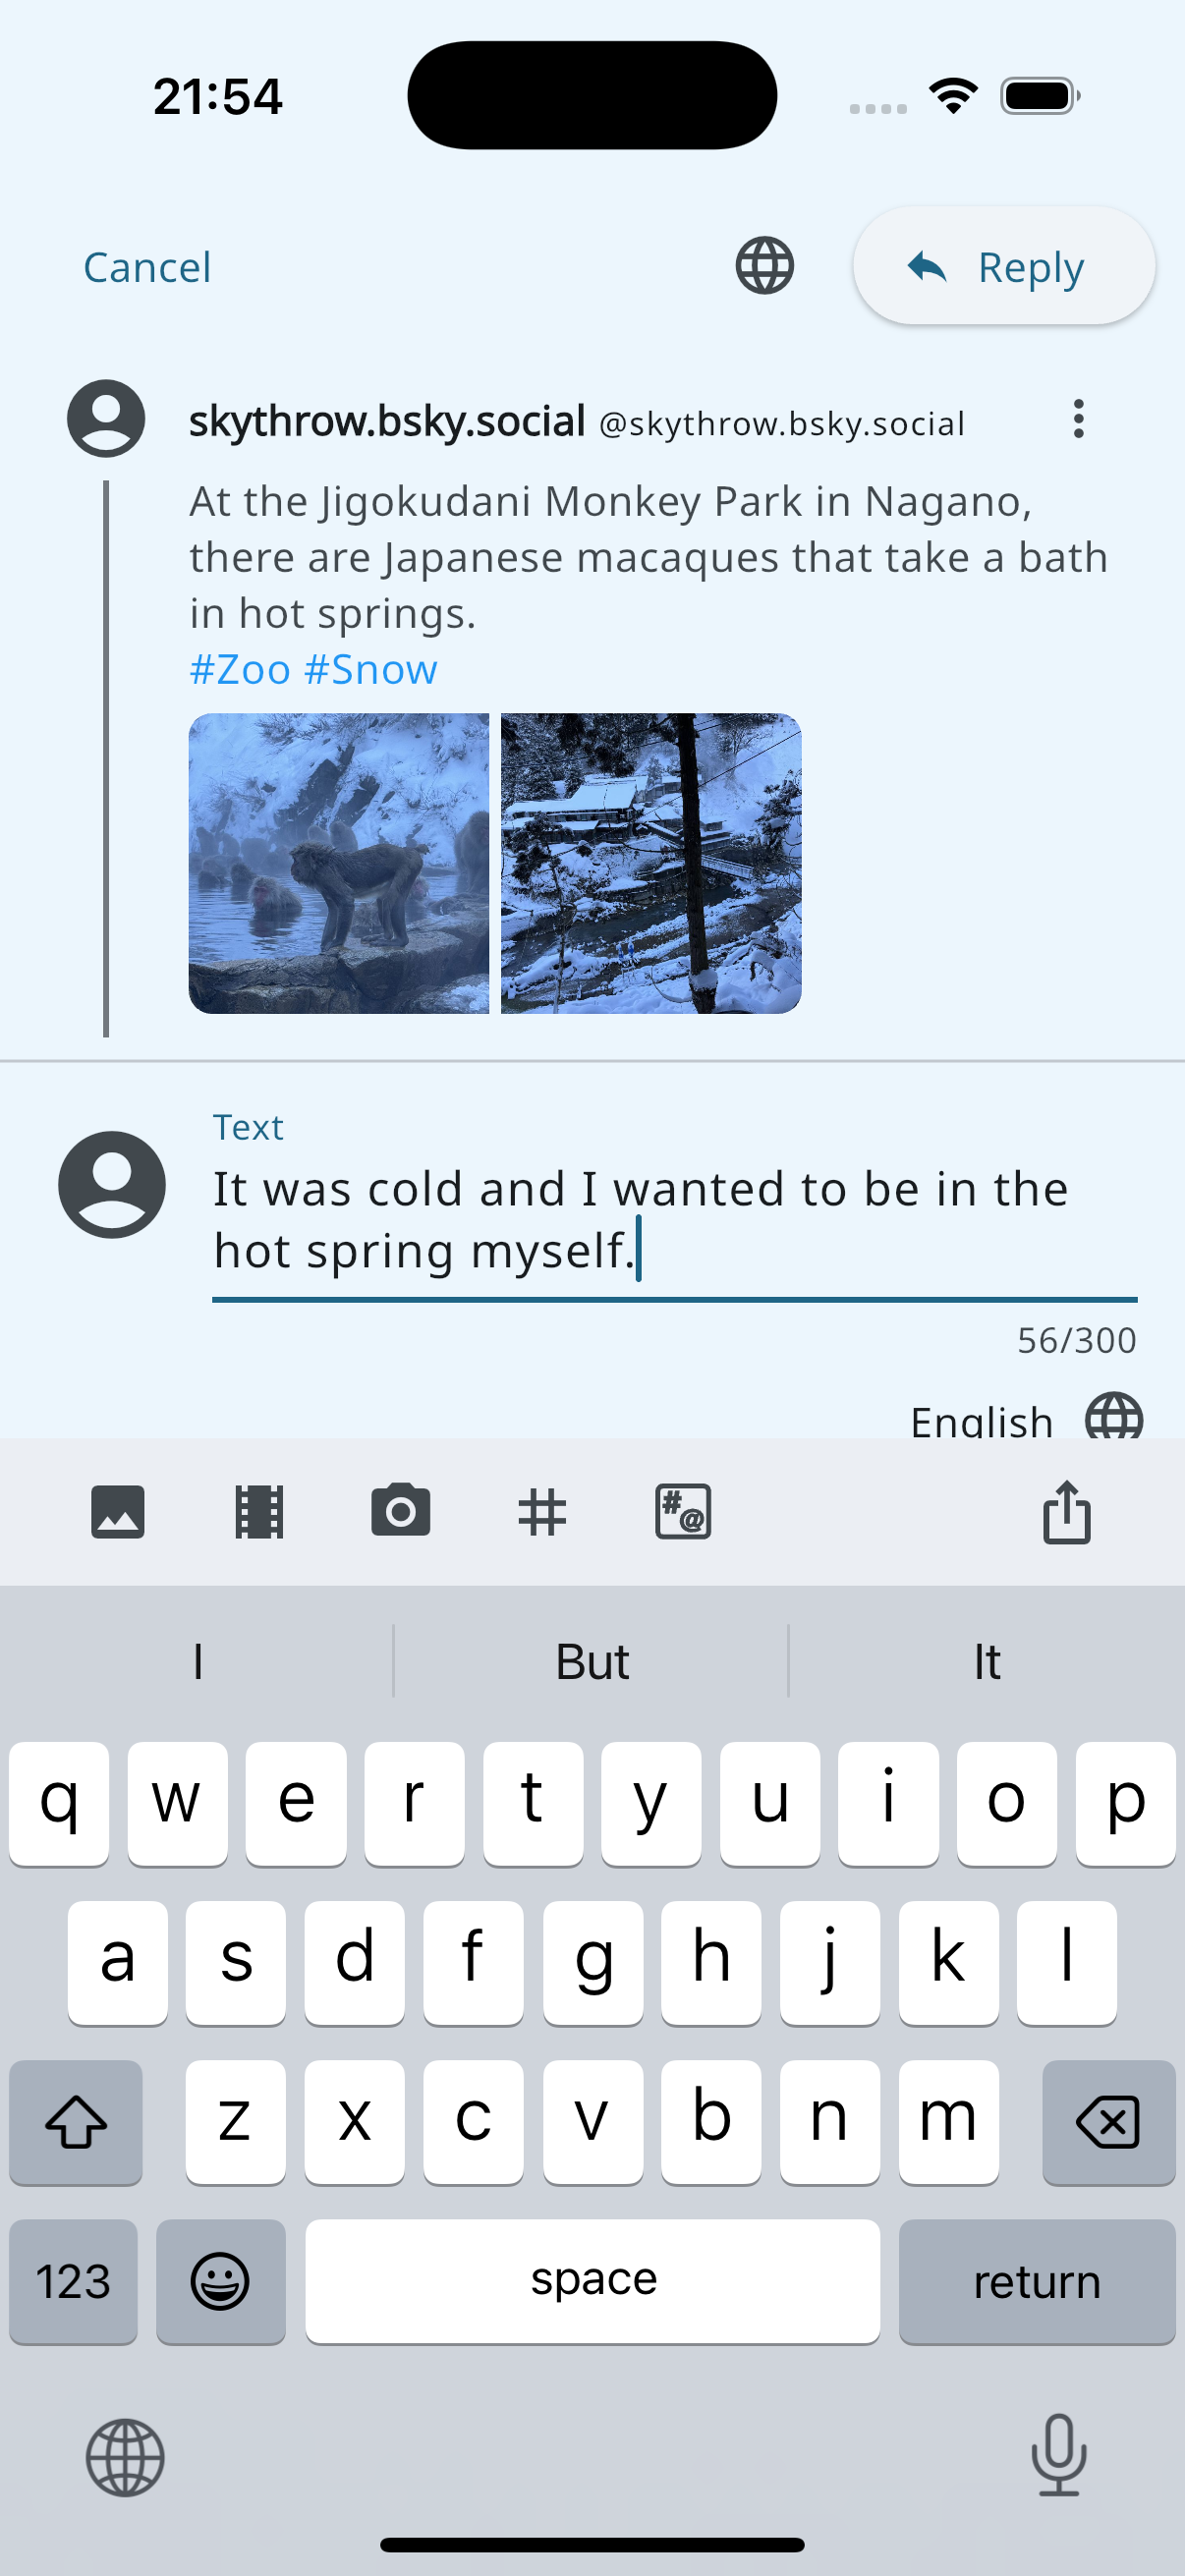 21:54
Cancel
Reply
skythrow.bsky.social @skythrow.bsky.social
At the Jigokudani Monkey Park in Nagano,
there are Japanese macaques that take a bath
in hot springs.
#Zoo #Snow
Text
It was cold and I wanted to be in the
hot spring myself.
56/300
English
#@
I But It
q w e r t y u i o p
a s d f g h j k l
z x c v b n m
123 space return